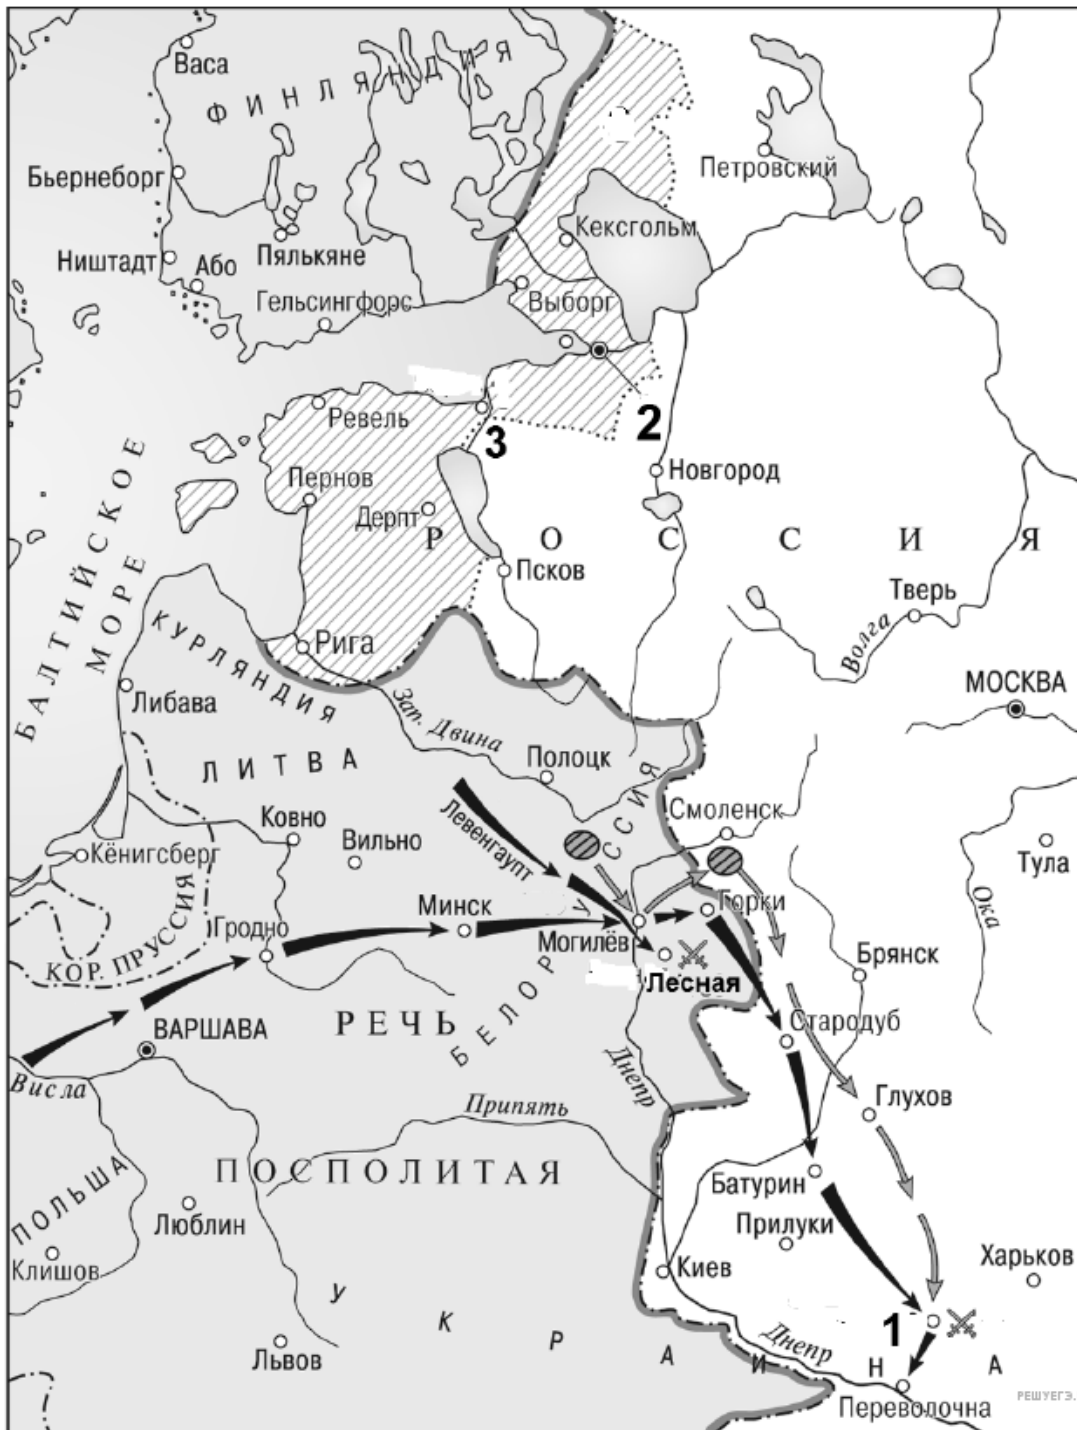 Васа
ФИНЛЯНДИЯ
Бьернеборг
Петровский
Кексгольм
Ништадт
Або
Пялькяне
Гельсингфорс
Выборг
2
Ревель
3
Новгород
Пернов
Дерпт
РОССИЯ
БАЛТИЙСКОЕ
МОРЕ
Псков
Тверь
Волга
КУРЛЯНДИЯ
Рига
МОСКВА
Либава
Зап. Двина
ЛИТВА
Полоцк
Смоленск
Ковно
Вильно
Левенгаупт
Кёнигсберг
Тула
Ока
КОР. ПРУССИЯ
Гродно
Минск
Горки
Могилёв
Брянск
Лесная
БЕЛОРУССИЯ
РЕЧЬ
ВАРШАВА
Стародуб
Висла
Днепр
Глухов
Припять
ПОСПОЛИТАЯ
ПОЛЬША
Люблин
Батурин
Прилуки
Клишов
Киев
Харьков
УКРАИНА
1
Днепр
Львов
Переволочна
РЕШУЕГЭ.